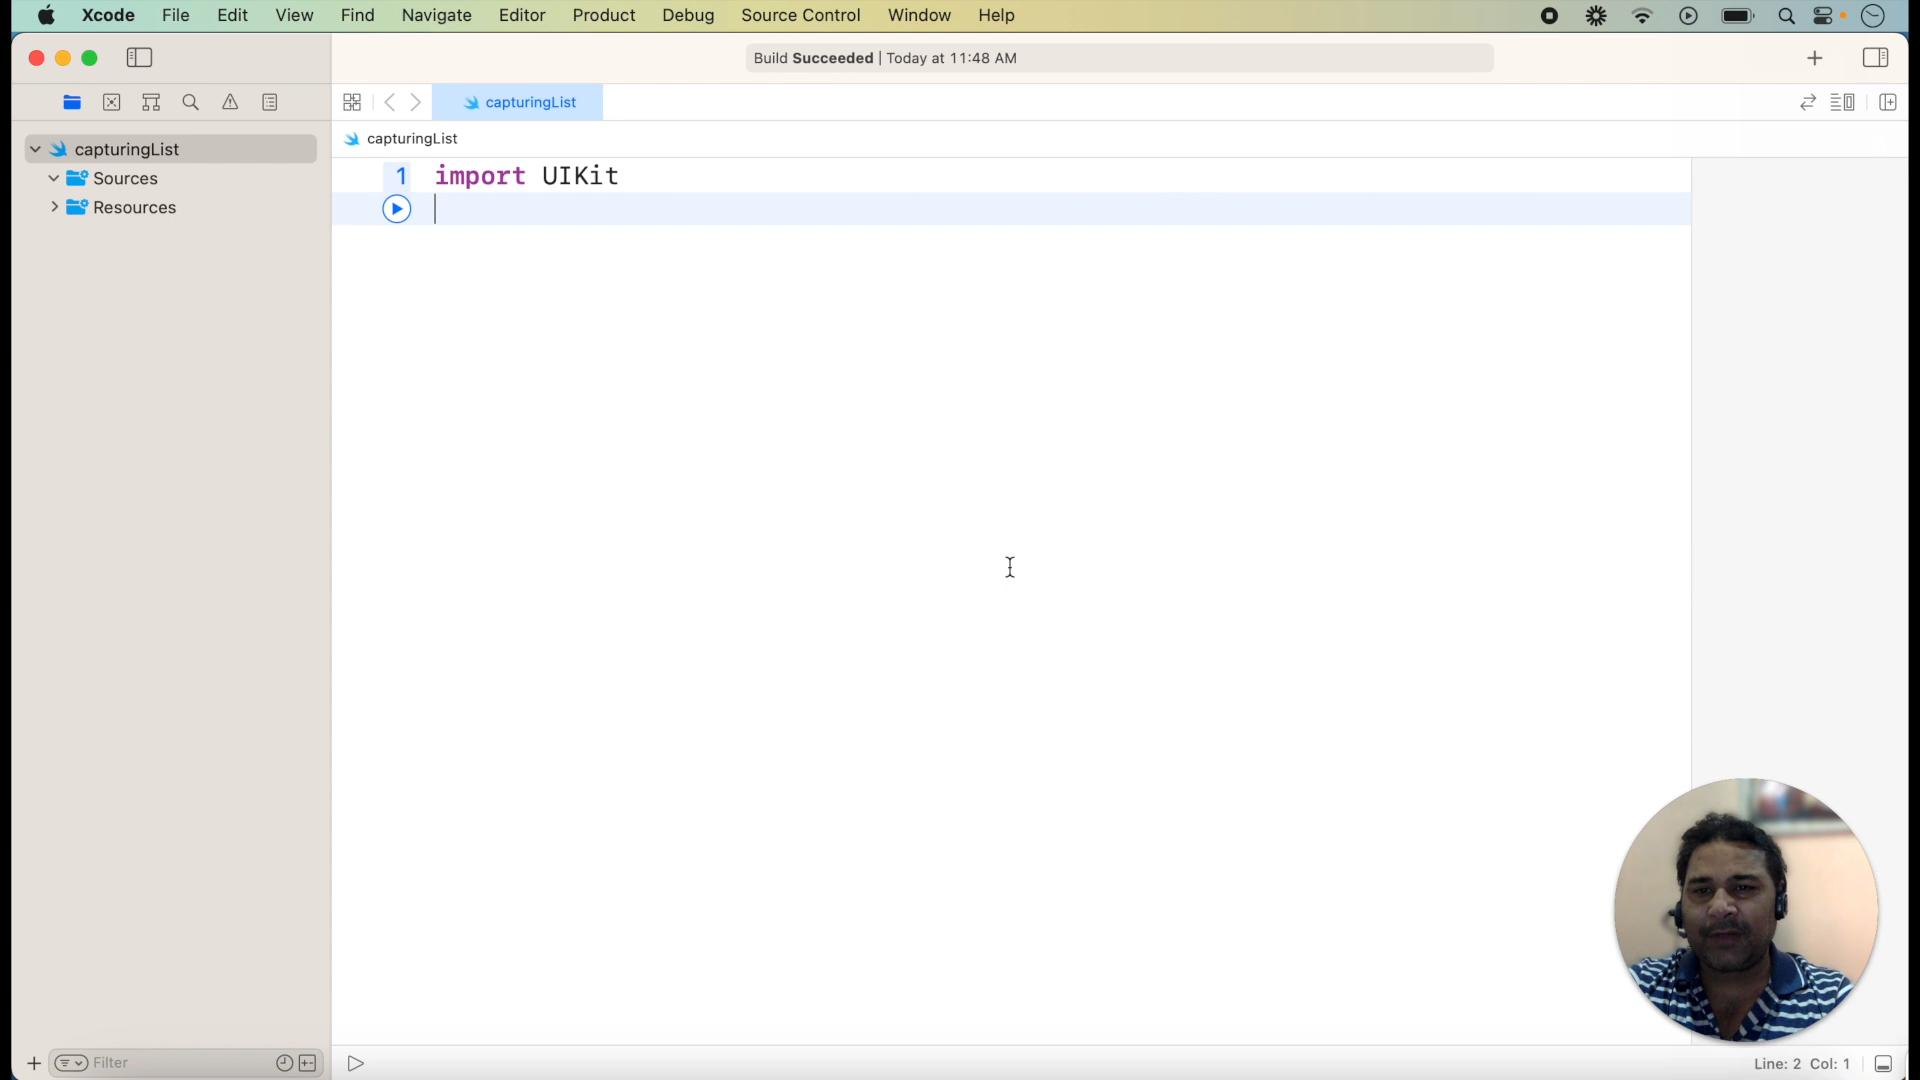 Xcode File Edit View Find Navigate Editor Product Debug Source Control Window Help
Build Succeeded | Today at 11:48 AM
capturingList
capturingList
capturingList
Sources
Resources
1 import UIKit
Filter
Line: 2 Col: 1